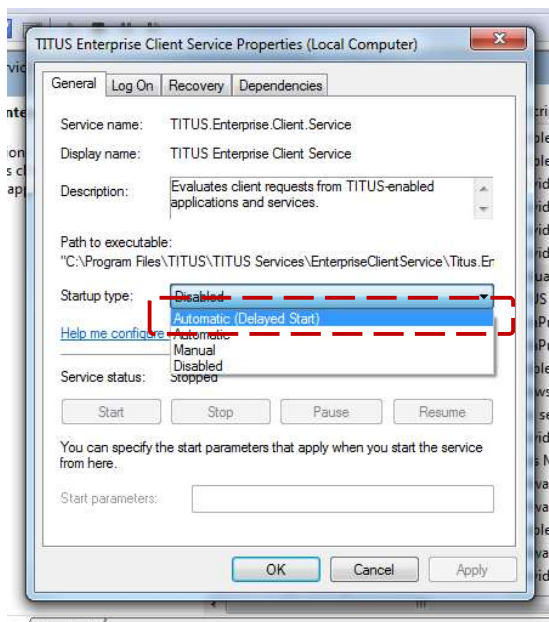 TITUS Enterprise Client Service Properties (Local Computer)
General Log On Recovery Dependencies
Service name: TITUS.Enterprise.Client.Service
Display name: TITUS Enterprise Client Service
Description: Evaluates client requests from TITUS-enabled
applications and services.
Path to executable:
"C:\Program Files\TITUS\TITUS Services\EnterpriseClientService\Titus.En
Startup type: Disabled
Automatic (Delayed Start)
Help me configure Automatic
Manual
Disabled
Service status: Stopped
Start Stop Pause Resume
You can specify the start parameters that apply when you start the service
from here.
Start parameters:
OK Cancel Apply